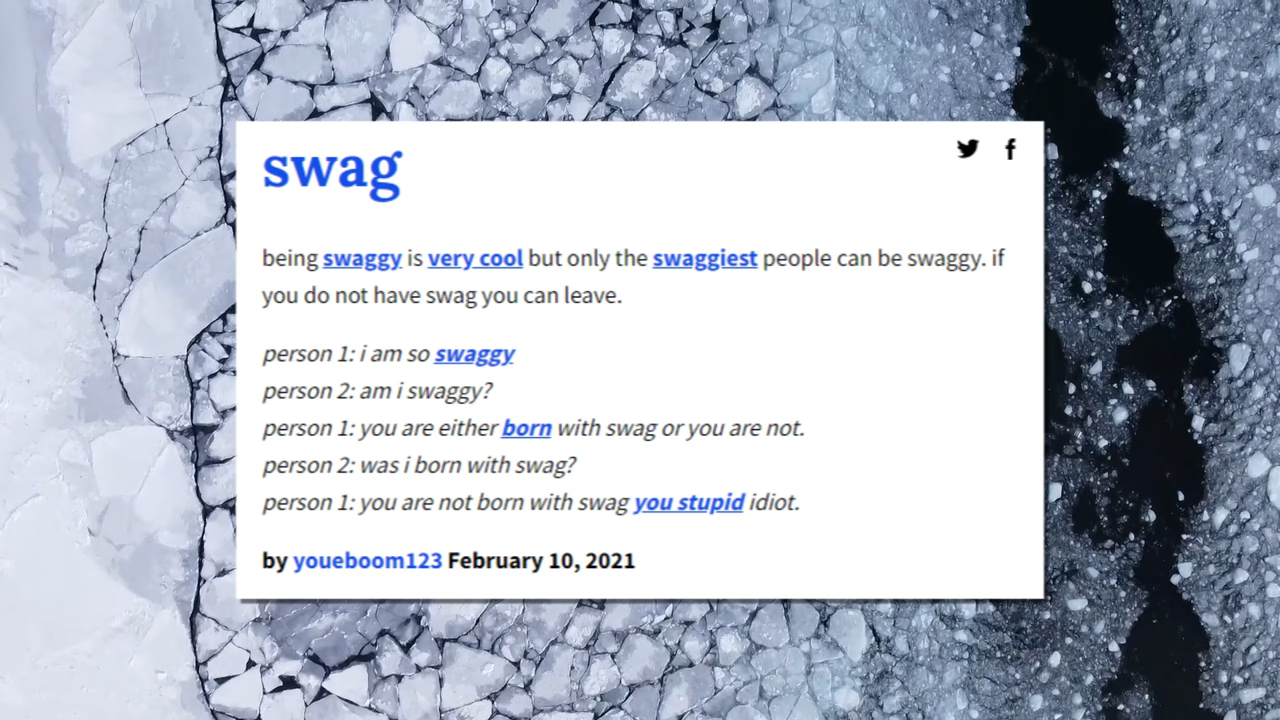 swag
being swaggy is very cool but only the swaggiest people can be swaggy. if
you do not have swag you can leave.
person 1: i am so swaggy
person 2: am i swaggy?
person 1: you are either born with swag or you are not.
person 2: was i born with swag?
person 1: you are not born with swag you stupid idiot.
by youeboom123 February 10, 2021